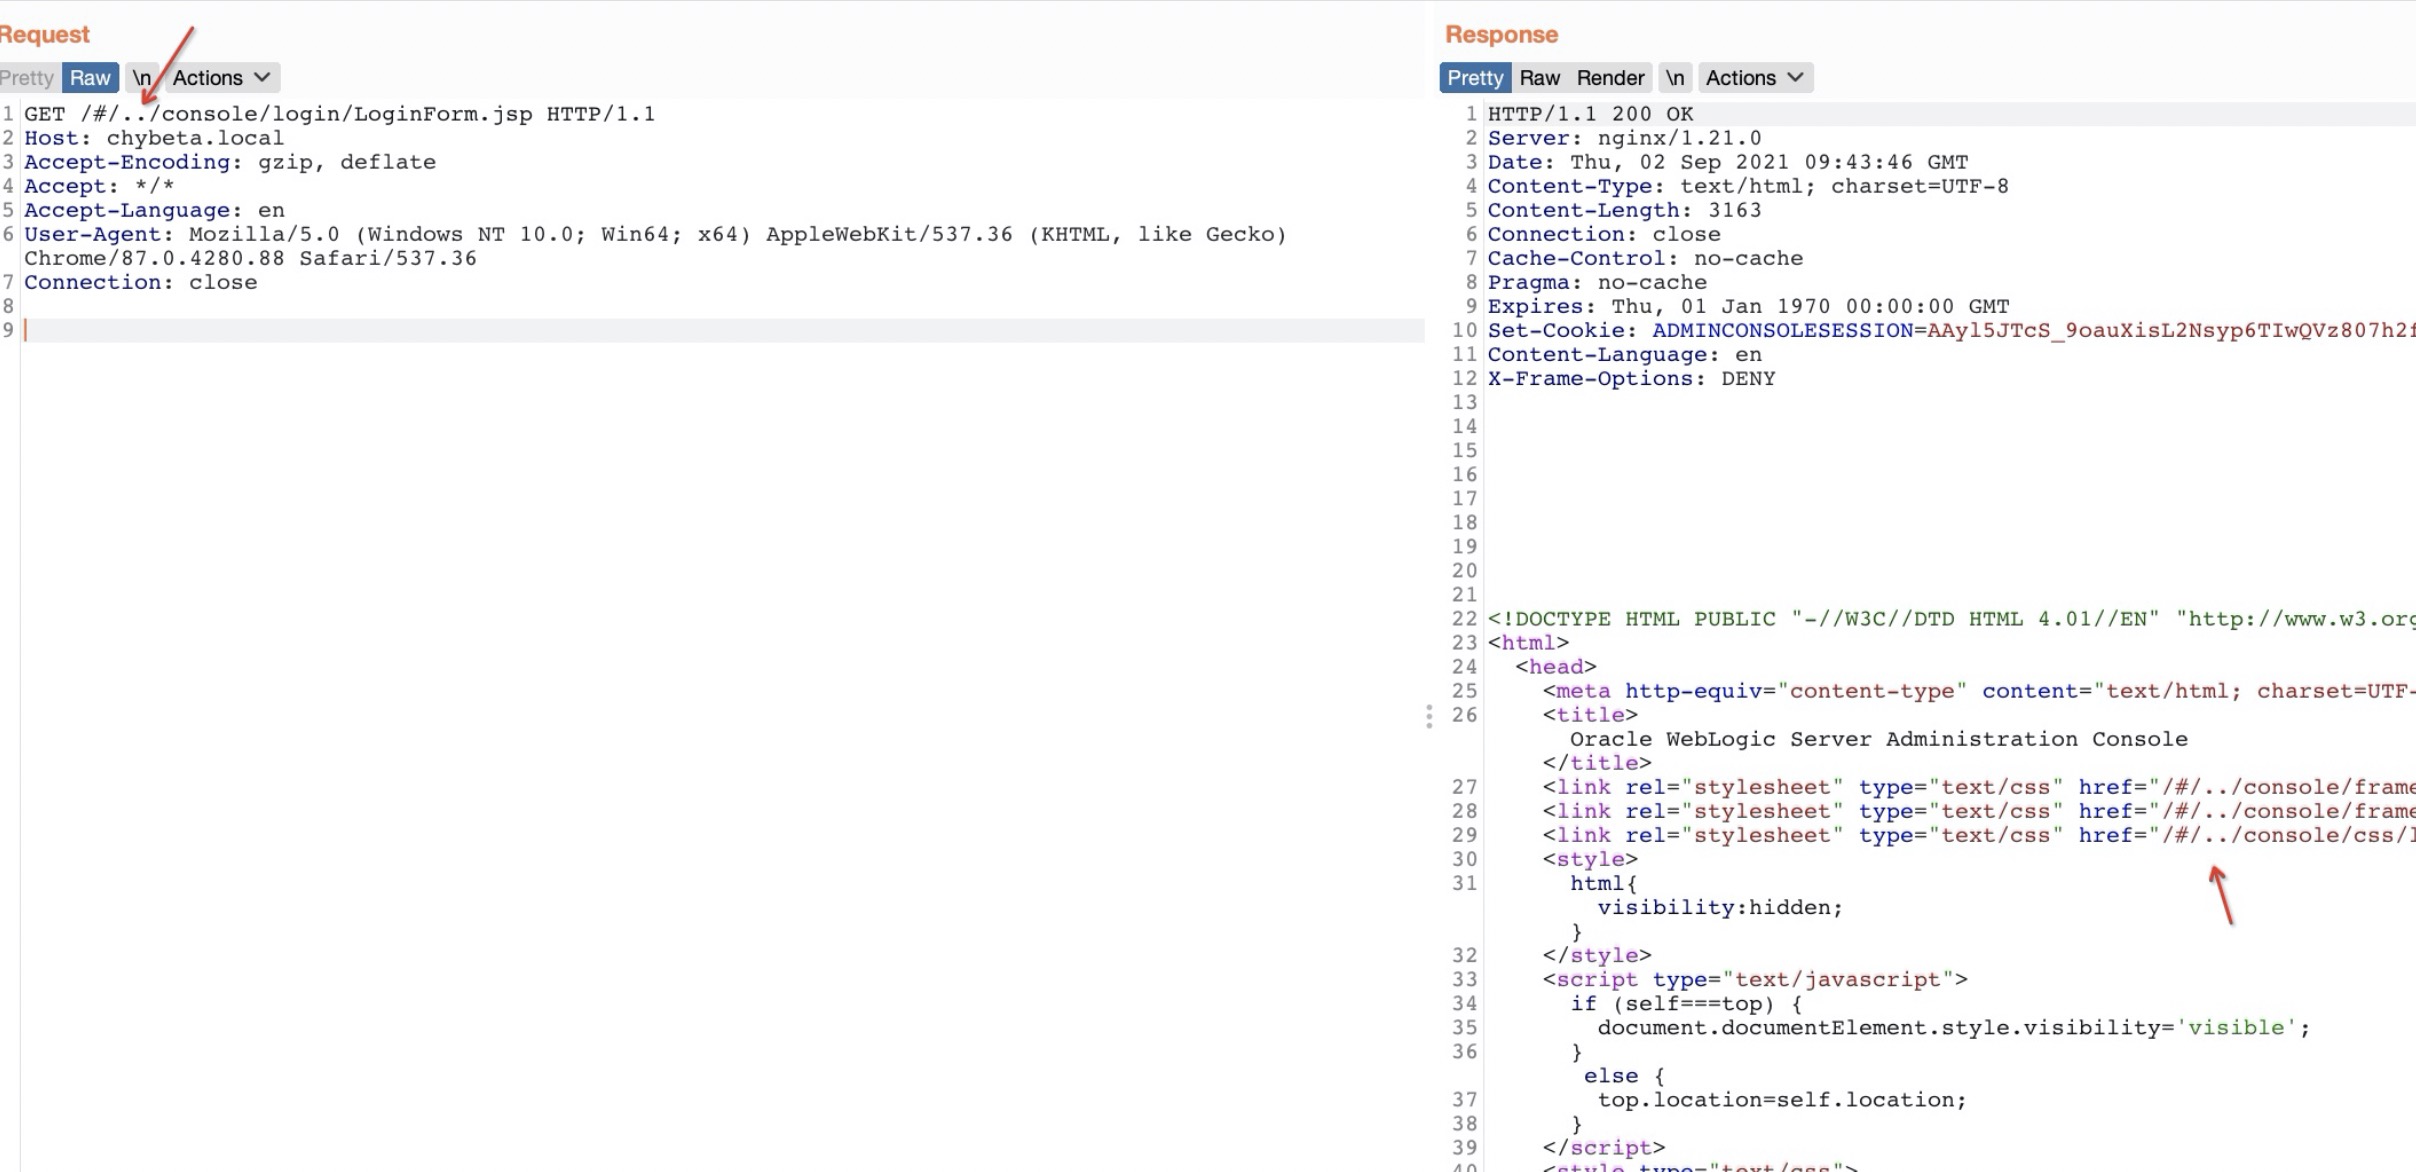 Request
Pretty Raw \n Actions
1 GET /#/../console/login/LoginForm.jsp HTTP/1.1
2 Host: chybeta.local
3 Accept-Encoding: gzip, deflate
4 Accept: */*
5 Accept-Language: en
6 User-Agent: Mozilla/5.0 (Windows NT 10.0; Win64; x64) AppleWebKit/537.36 (KHTML, like Gecko)
Chrome/87.0.4280.88 Safari/537.36
7 Connection: close
8
9
Response
Pretty Raw Render \n Actions
1 HTTP/1.1 200 OK
2 Server: nginx/1.21.0
3 Date: Thu, 02 Sep 2021 09:43:46 GMT
4 Content-Type: text/html; charset=UTF-8
5 Content-Length: 3163
6 Connection: close
7 Cache-Control: no-cache
8 Pragma: no-cache
9 Expires: Thu, 01 Jan 1970 00:00:00 GMT
10 Set-Cookie: ADMINCONSOLESESSION=AAyl5JTcS_9oauXisL2Nsyp6TIwQVz807h2f
11 Content-Language: en
12 X-Frame-Options: DENY
13
14
15
16
17
18
19
20
21
22 <!DOCTYPE HTML PUBLIC "-//W3C//DTD HTML 4.01//EN" "http://www.w3.org
23 <html>
24 <head>
25 <meta http-equiv="content-type" content="text/html; charset=UTF-
26 <title>
Oracle WebLogic Server Administration Console
</title>
27 <link rel="stylesheet" type="text/css" href="/#/../console/frame
28 <link rel="stylesheet" type="text/css" href="/#/../console/frame
29 <link rel="stylesheet" type="text/css" href="/#/../console/css/l
30 <style>
31 html{
visibility:hidden;
}
32 </style>
33 <script type="text/javascript">
34 if (self===top) {
35 document.documentElement.style.visibility='visible';
36 }
else {
37 top.location=self.location;
38 }
39 </script>
40 <style type="text/css">